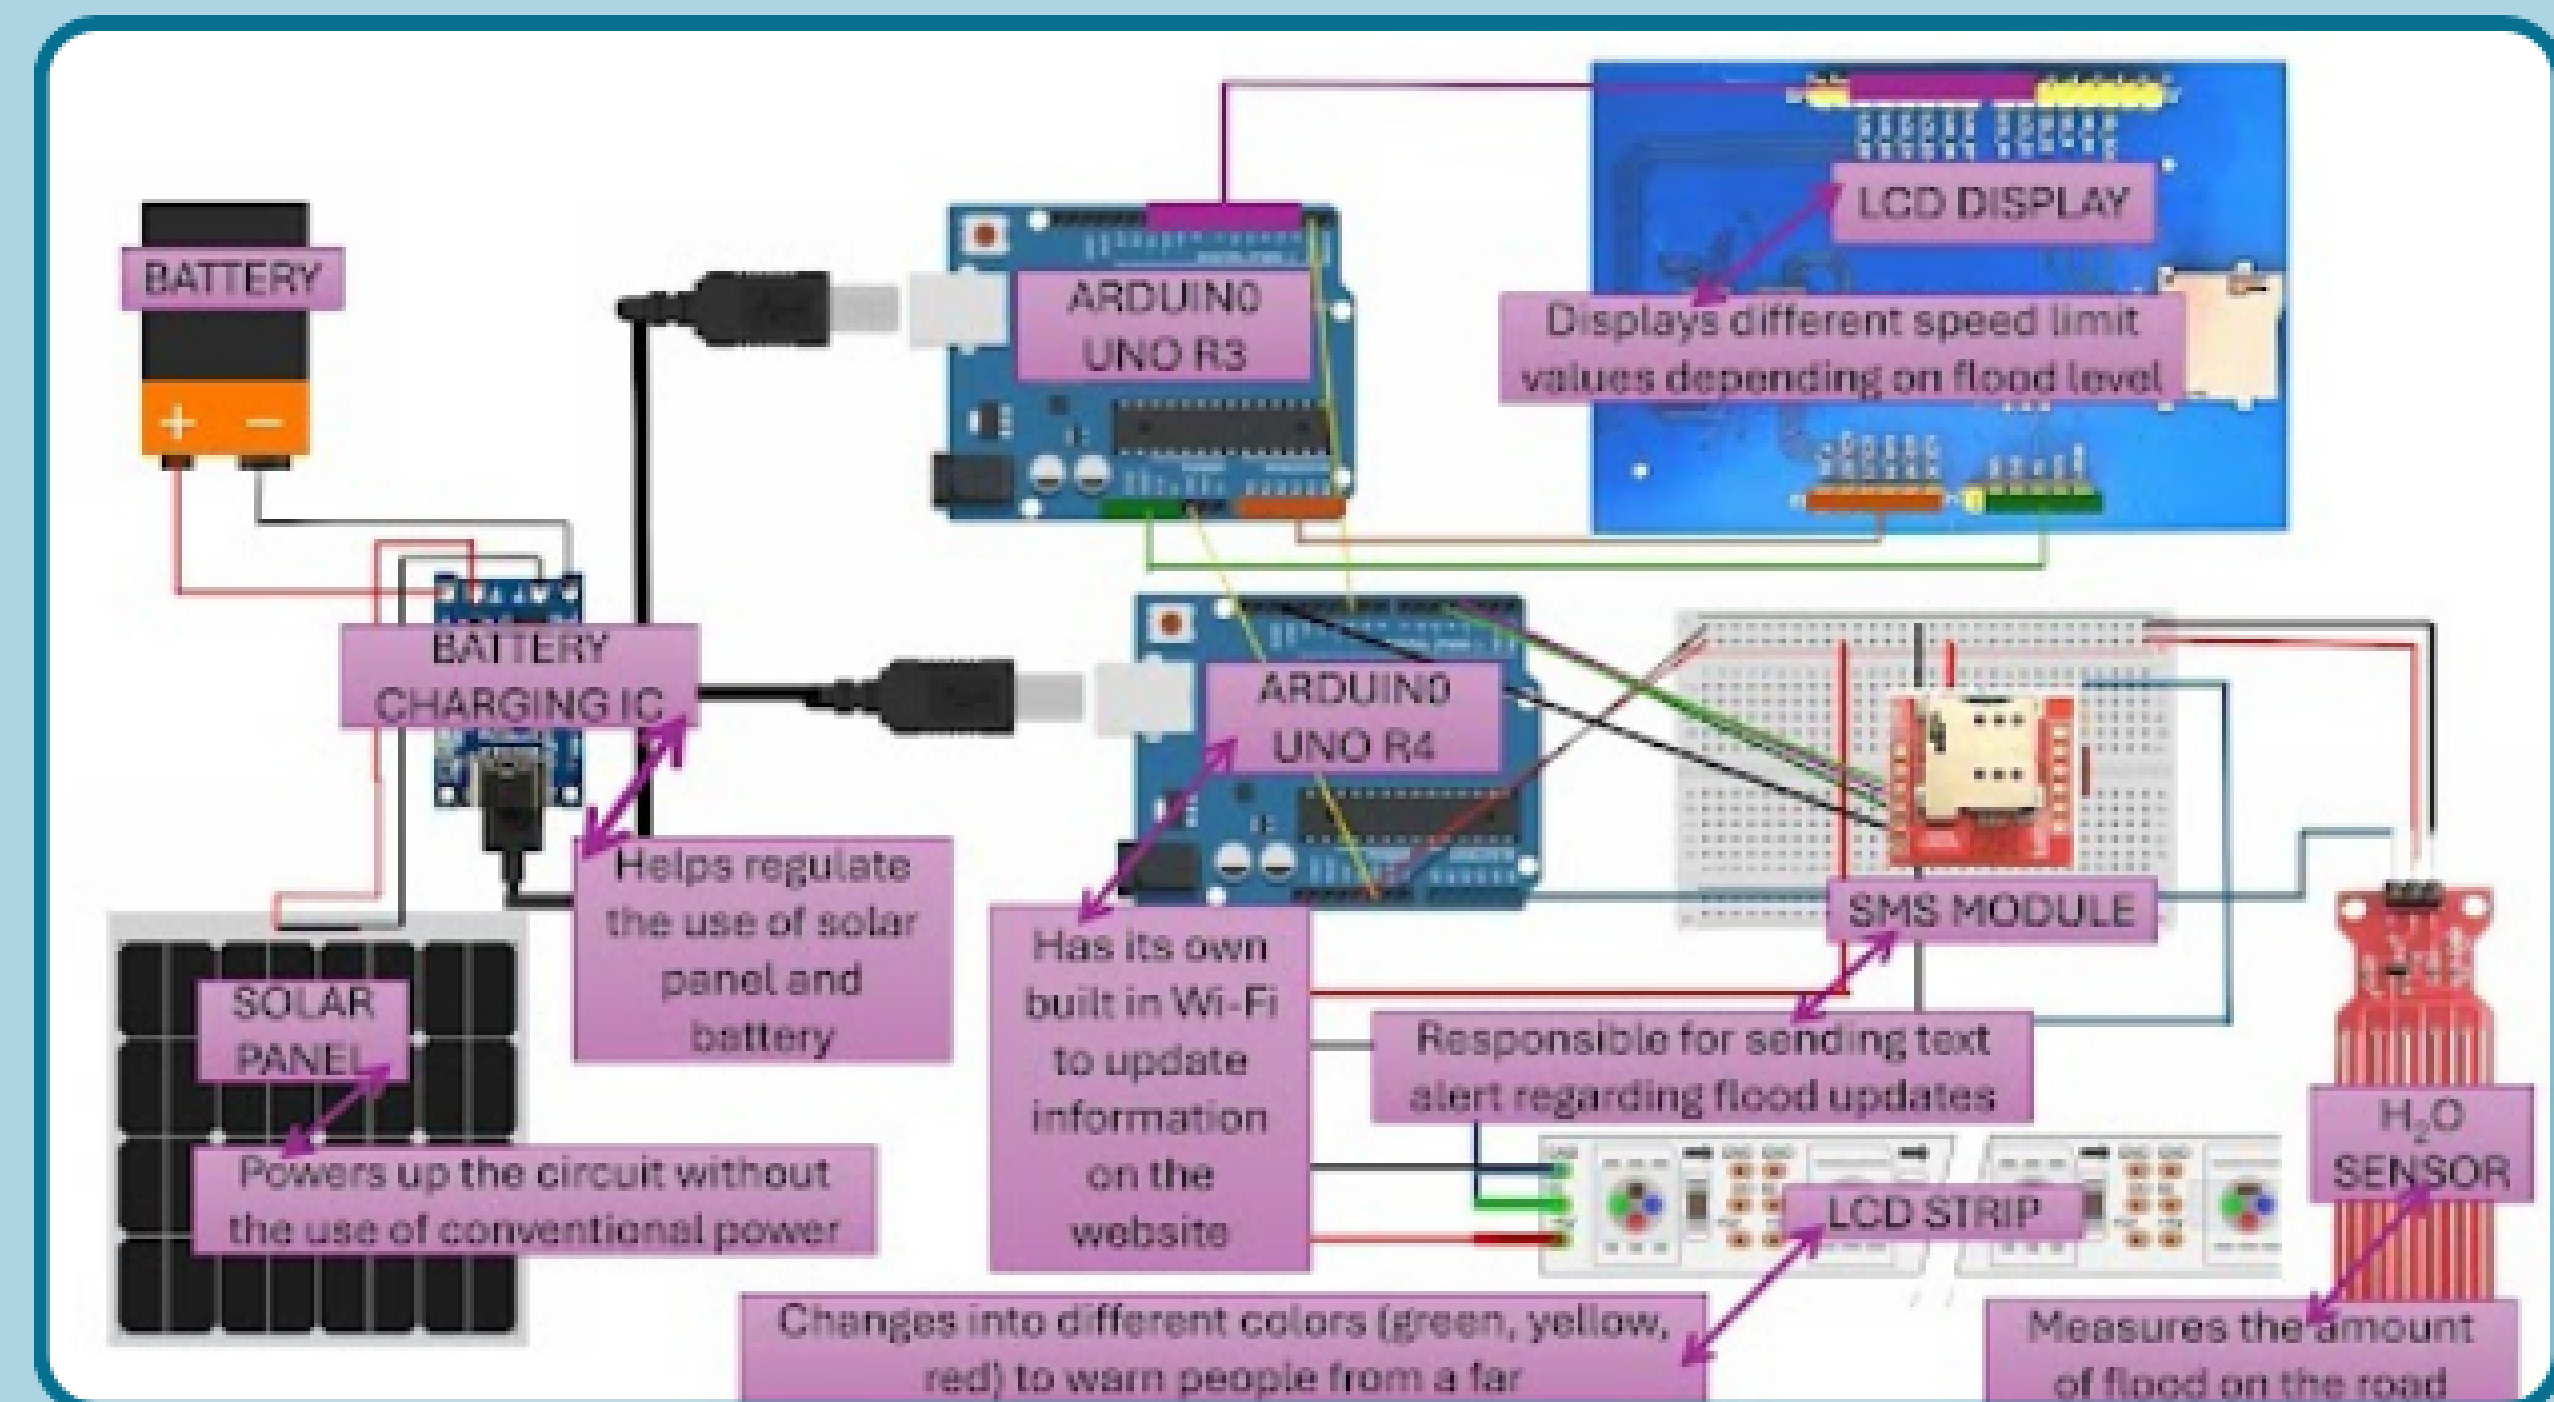 BATTERY
ARDUIN0
UNO R3
LCD DISPLAY
Displays different speed limit
values depending on flood level
BATTERY
CHARGING IC
ARDUIN0
UNO R4
Helps regulate
the use of solar
panel and
battery
SMS MODULE
Has its own
built in Wi-Fi
to update
information
on the
website
Responsible for sending text
alert regarding flood updates
SOLAR
PANEL
Powers up the circuit without
the use of conventional power
H₂O
SENSOR
LCD STRIP
Changes into different colors (green, yellow,
red) to warn people from a far
Measures the amount
of flood on the road